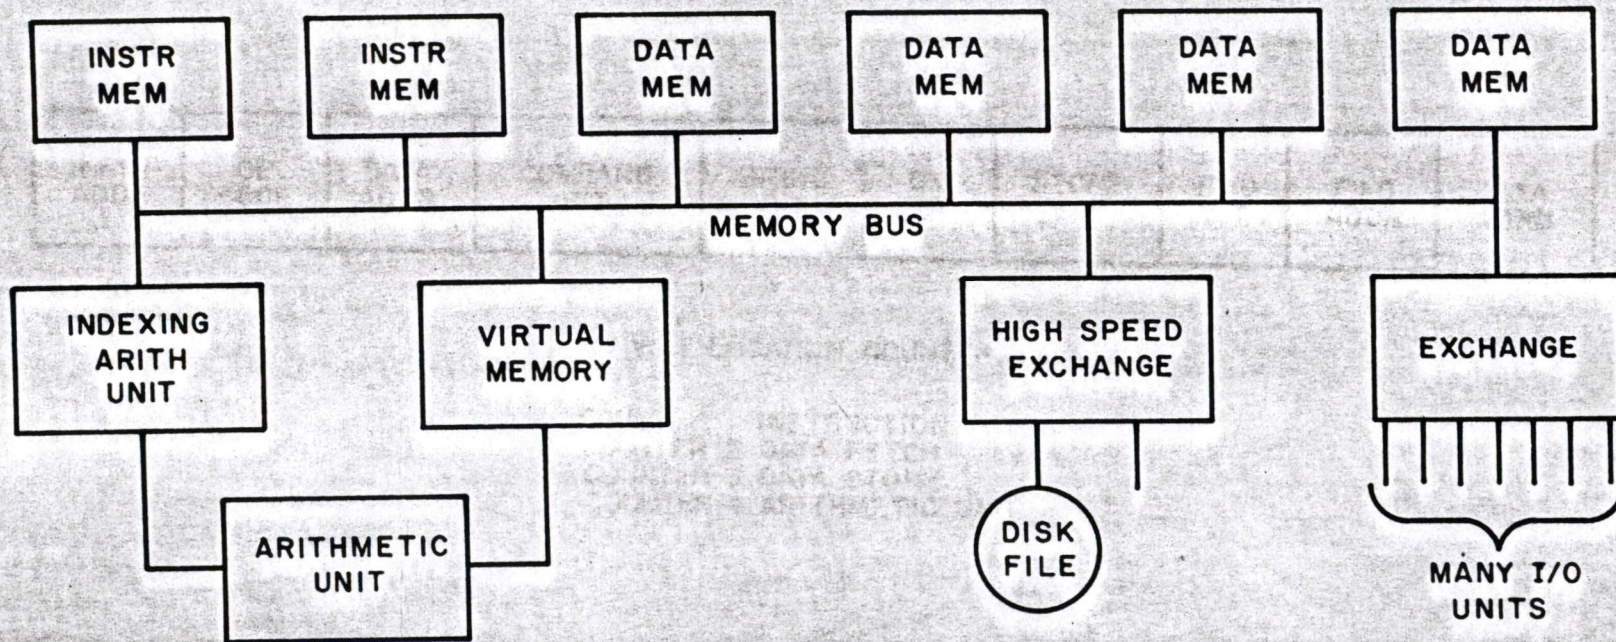 INSTR
MEM
INSTR
MEM
DATA
MEM
DATA
MEM
DATA
MEM
DATA
MEM
MEMORY BUS
INDEXING
ARITH
UNIT
VIRTUAL
MEMORY
HIGH SPEED
EXCHANGE
EXCHANGE
ARITHMETIC
UNIT
DISK
FILE
MANY I/O
UNITS